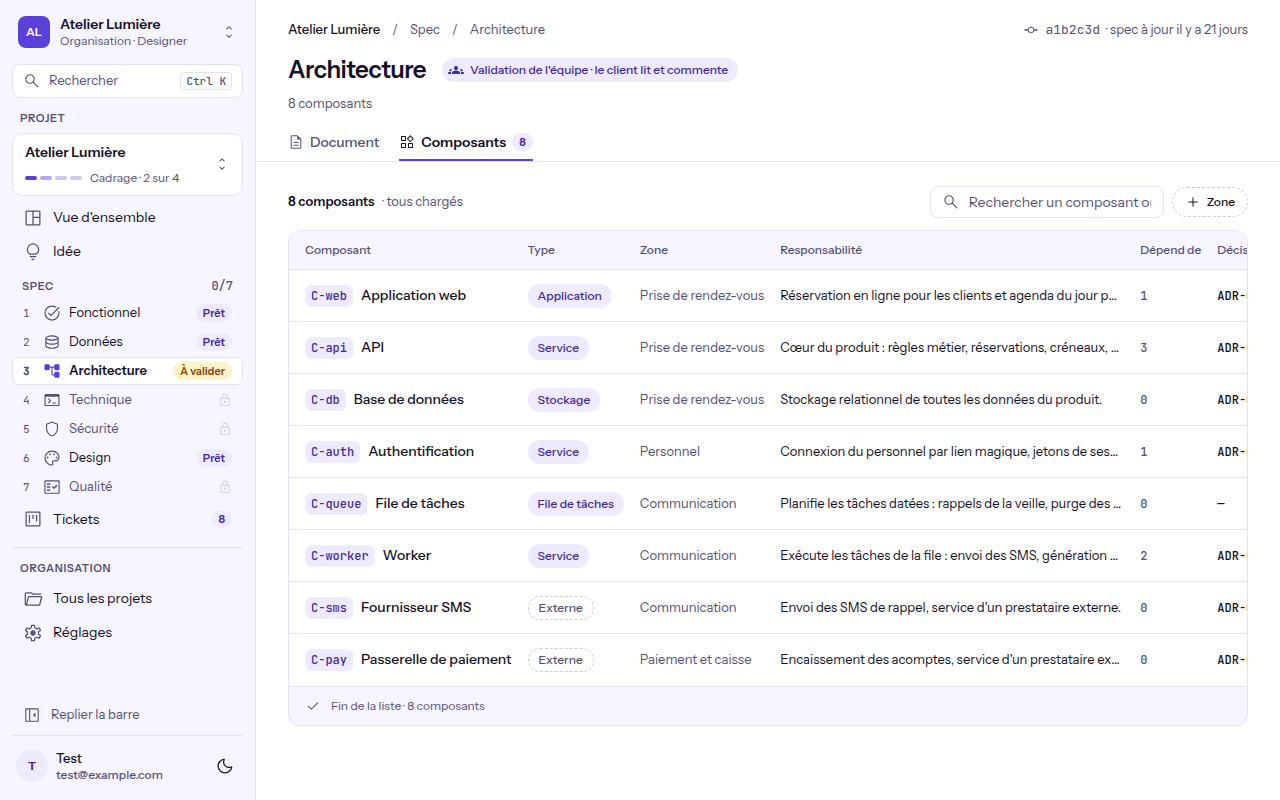 AL
Atelier Lumière
Organisation · Designer
Rechercher
Ctrl K
PROJET
Atelier Lumière
Cadrage · 2 sur 4
Vue d'ensemble
Idée
SPEC 0/7
1 Fonctionnel Prêt
2 Données Prêt
3 Architecture À valider
4 Technique
5 Sécurité
6 Design Prêt
7 Qualité
Tickets 8
ORGANISATION
Tous les projets
Réglages
Replier la barre
T
Test
test@example.com
Atelier Lumière / Spec / Architecture
a1b2c3d · spec à jour il y a 21 jours
Architecture
Validation de l'équipe · le client lit et commente
8 composants
Document
Composants 8
8 composants · tous chargés
Rechercher un composant
+ Zone
Composant Type Zone Responsabilité Dépend de Décis
C-web Application web Application Prise de rendez-vous Réservation en ligne pour les clients et agenda du jour p… 1 ADR-
C-api API Service Prise de rendez-vous Cœur du produit : règles métier, réservations, créneaux, … 3 ADR-
C-db Base de données Stockage Prise de rendez-vous Stockage relationnel de toutes les données du produit. 0 ADR-
C-auth Authentification Service Personnel Connexion du personnel par lien magique, jetons de ses… 1 ADR-
C-queue File de tâches File de tâches Communication Planifie les tâches datées : rappels de la veille, purge des … 0 —
C-worker Worker Service Communication Exécute les tâches de la file : envoi des SMS, génération … 2 ADR-
C-sms Fournisseur SMS Externe Communication Envoi des SMS de rappel, service d'un prestataire externe. 0 ADR-
C-pay Passerelle de paiement Externe Paiement et caisse Encaissement des acomptes, service d'un prestataire ex… 0 ADR-
Fin de la liste · 8 composants